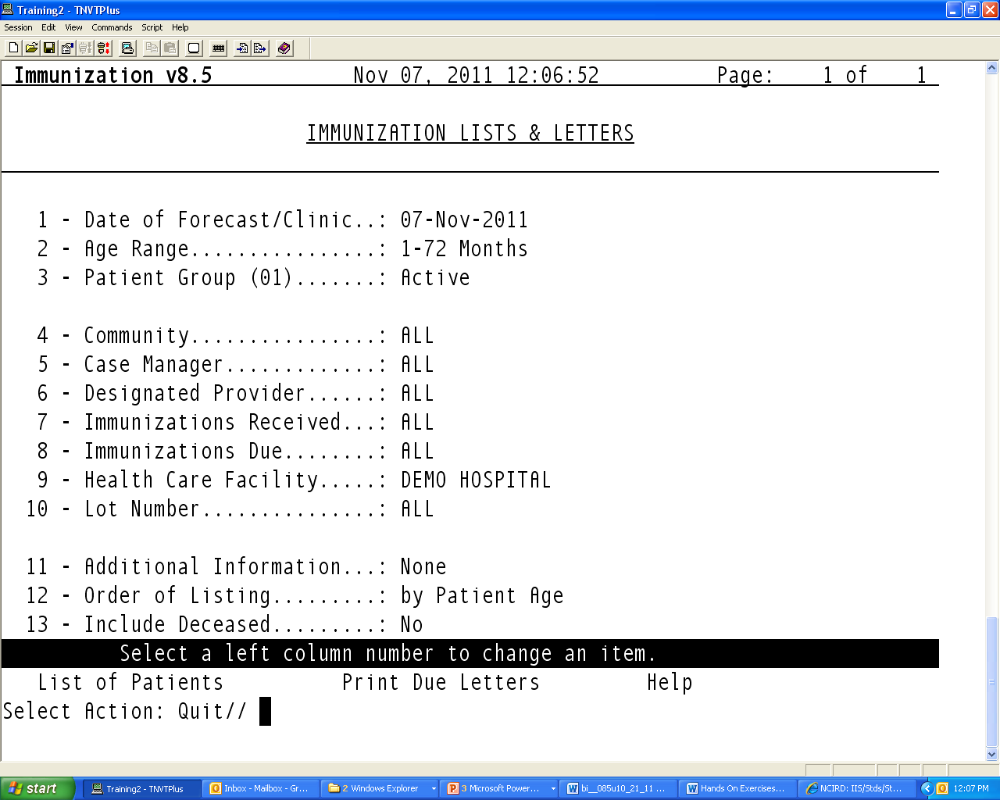 Training2 - TNVTPlus
Session Edit View Commands Script Help
Immunization v8.5 Nov 07, 2011 12:06:52 Page: 1 of 1
IMMUNIZATION LISTS & LETTERS
1 - Date of Forecast/Clinic..: 07-Nov-2011
2 - Age Range................: 1-72 Months
3 - Patient Group (01).......: Active
4 - Community................: ALL
5 - Case Manager.............: ALL
6 - Designated Provider......: ALL
7 - Immunizations Received...: ALL
8 - Immunizations Due........: ALL
9 - Health Care Facility.....: DEMO HOSPITAL
10 - Lot Number...............: ALL
11 - Additional Information...: None
12 - Order of Listing.........: by Patient Age
13 - Include Deceased.........: No
Select a left column number to change an item.
List of Patients Print Due Letters Help
Select Action: Quit//
start Training2 - TNVTPlus Inbox - Mailbox - Gr... 2 Windows Explorer 3 Microsoft Power... bi__085u10_21_11 ... Hands On Exercises... NCIRD: IIS/Stds/St... 12:07 PM